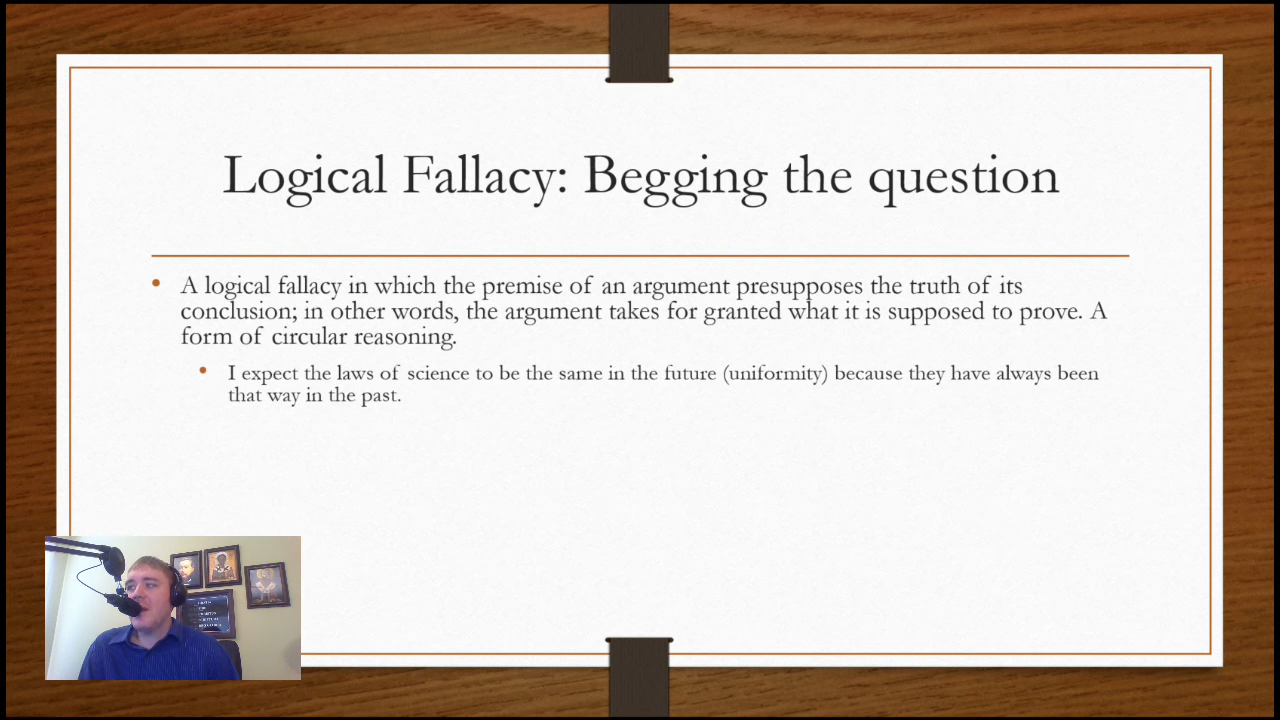 Logical Fallacy: Begging the question
• A logical fallacy in which the premise of an argument presupposes the truth of its
conclusion; in other words, the argument takes for granted what it is supposed to prove. A
form of circular reasoning.
• I expect the laws of science to be the same in the future (uniformity) because they have always been
that way in the past.